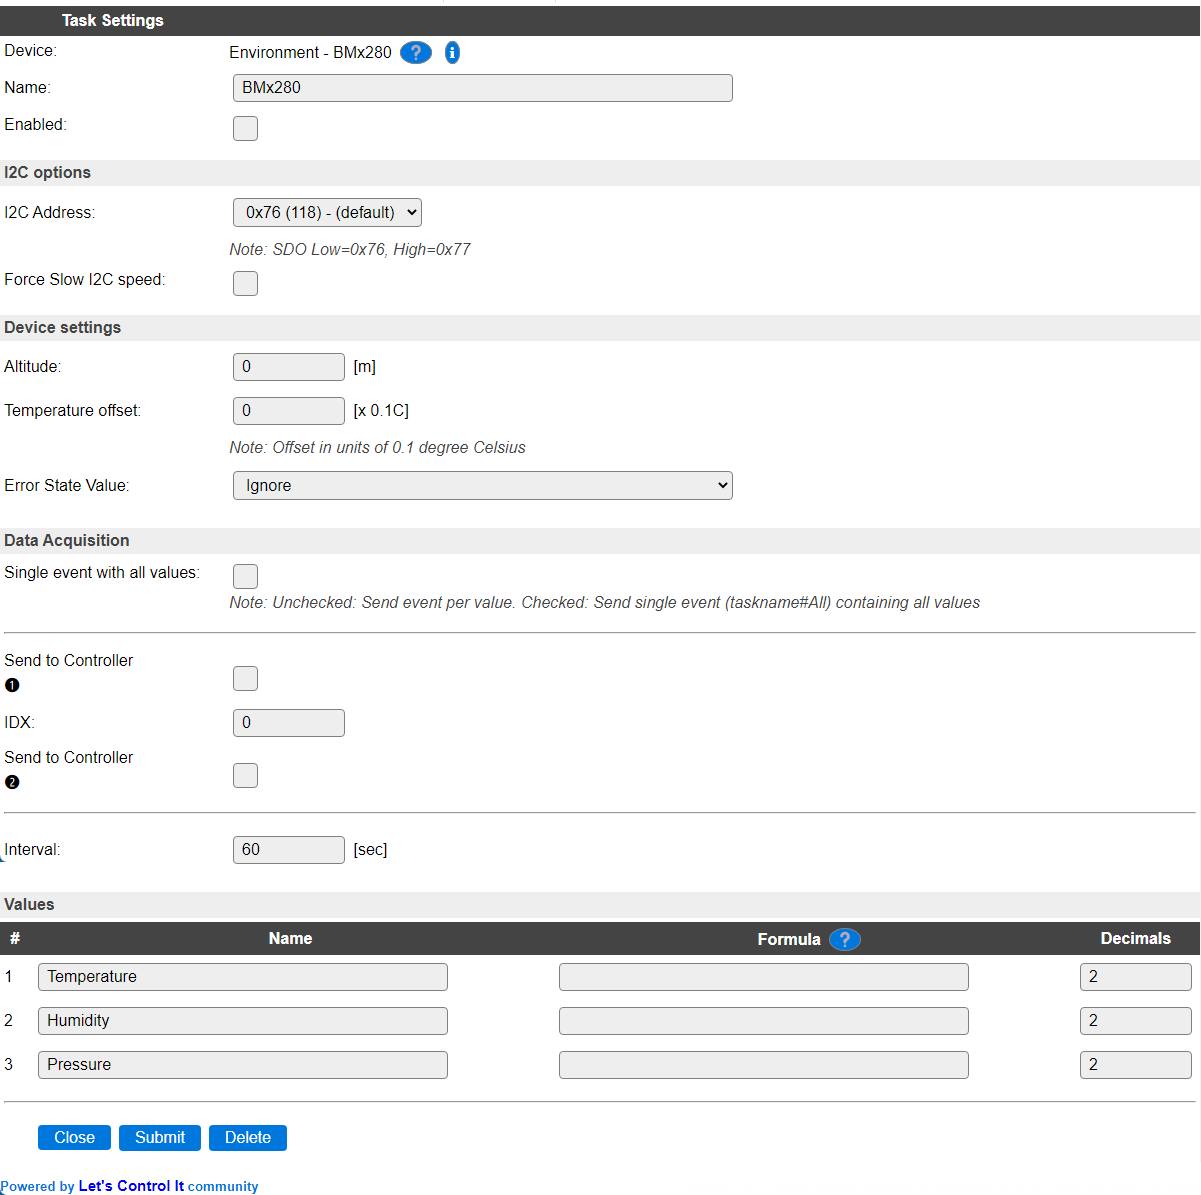 Task Settings
Device: Environment - BMx280 ? i
Name: BMx280
Enabled:
I2C options
I2C Address: 0x76 (118) - (default)
Note: SDO Low=0x76, High=0x77
Force Slow I2C speed:
Device settings
Altitude: 0 [m]
Temperature offset: 0 [x 0.1C]
Note: Offset in units of 0.1 degree Celsius
Error State Value: Ignore
Data Acquisition
Single event with all values:
Note: Unchecked: Send event per value. Checked: Send single event (taskname#All) containing all values
Send to Controller
❶
IDX: 0
Send to Controller
❷
Interval: 60 [sec]
Values
# Name Formula ? Decimals
1 Temperature 2
2 Humidity 2
3 Pressure 2
Close Submit Delete
Powered by Let's Control It community